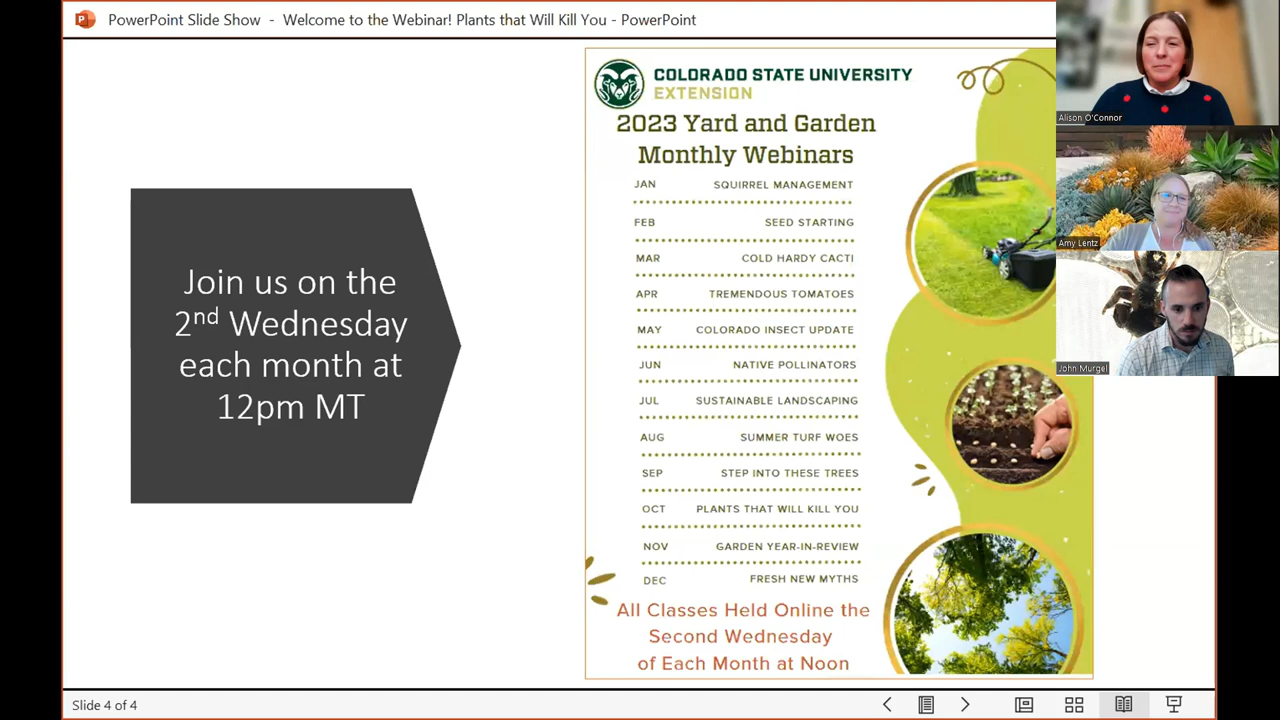 PowerPoint Slide Show - Welcome to the Webinar! Plants that Will Kill You - PowerPoint
Join us on the
2nd Wednesday
each month at
12pm MT
COLORADO STATE UNIVERSITY
EXTENSION
2023 Yard and Garden
Monthly Webinars
JAN SQUIRREL MANAGEMENT
FEB SEED STARTING
MAR COLD HARDY CACTI
APR TREMENDOUS TOMATOES
MAY COLORADO INSECT UPDATE
JUN NATIVE POLLINATORS
JUL SUSTAINABLE LANDSCAPING
AUG SUMMER TURF WOES
SEP STEP INTO THESE TREES
OCT PLANTS THAT WILL KILL YOU
NOV GARDEN YEAR-IN-REVIEW
DEC FRESH NEW MYTHS
All Classes Held Online the
Second Wednesday
of Each Month at Noon
Alison O'Connor
Amy Lentz
John Murgel
Slide 4 of 4